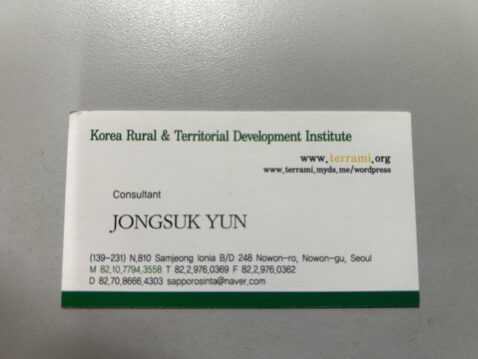 Korea Rural & Territorial Development Institute
www.terrami.org
www.terrami.myds.me/wordpress
Consultant
JONGSUK YUN
(139-231) N,810 Samjeong Ionia B/D 248 Nowon-ro, Nowon-gu, Seoul
M 82.10.7794.3558 T 82.2.976.0369 F 82.2.976.0362
D 82.70.8666.4303 sapporosinta@naver.com